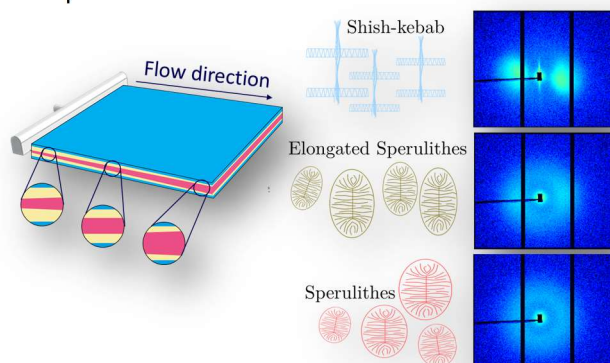 Shish-kebab
Flow direction
Elongated Sperulithes
Sperulithes